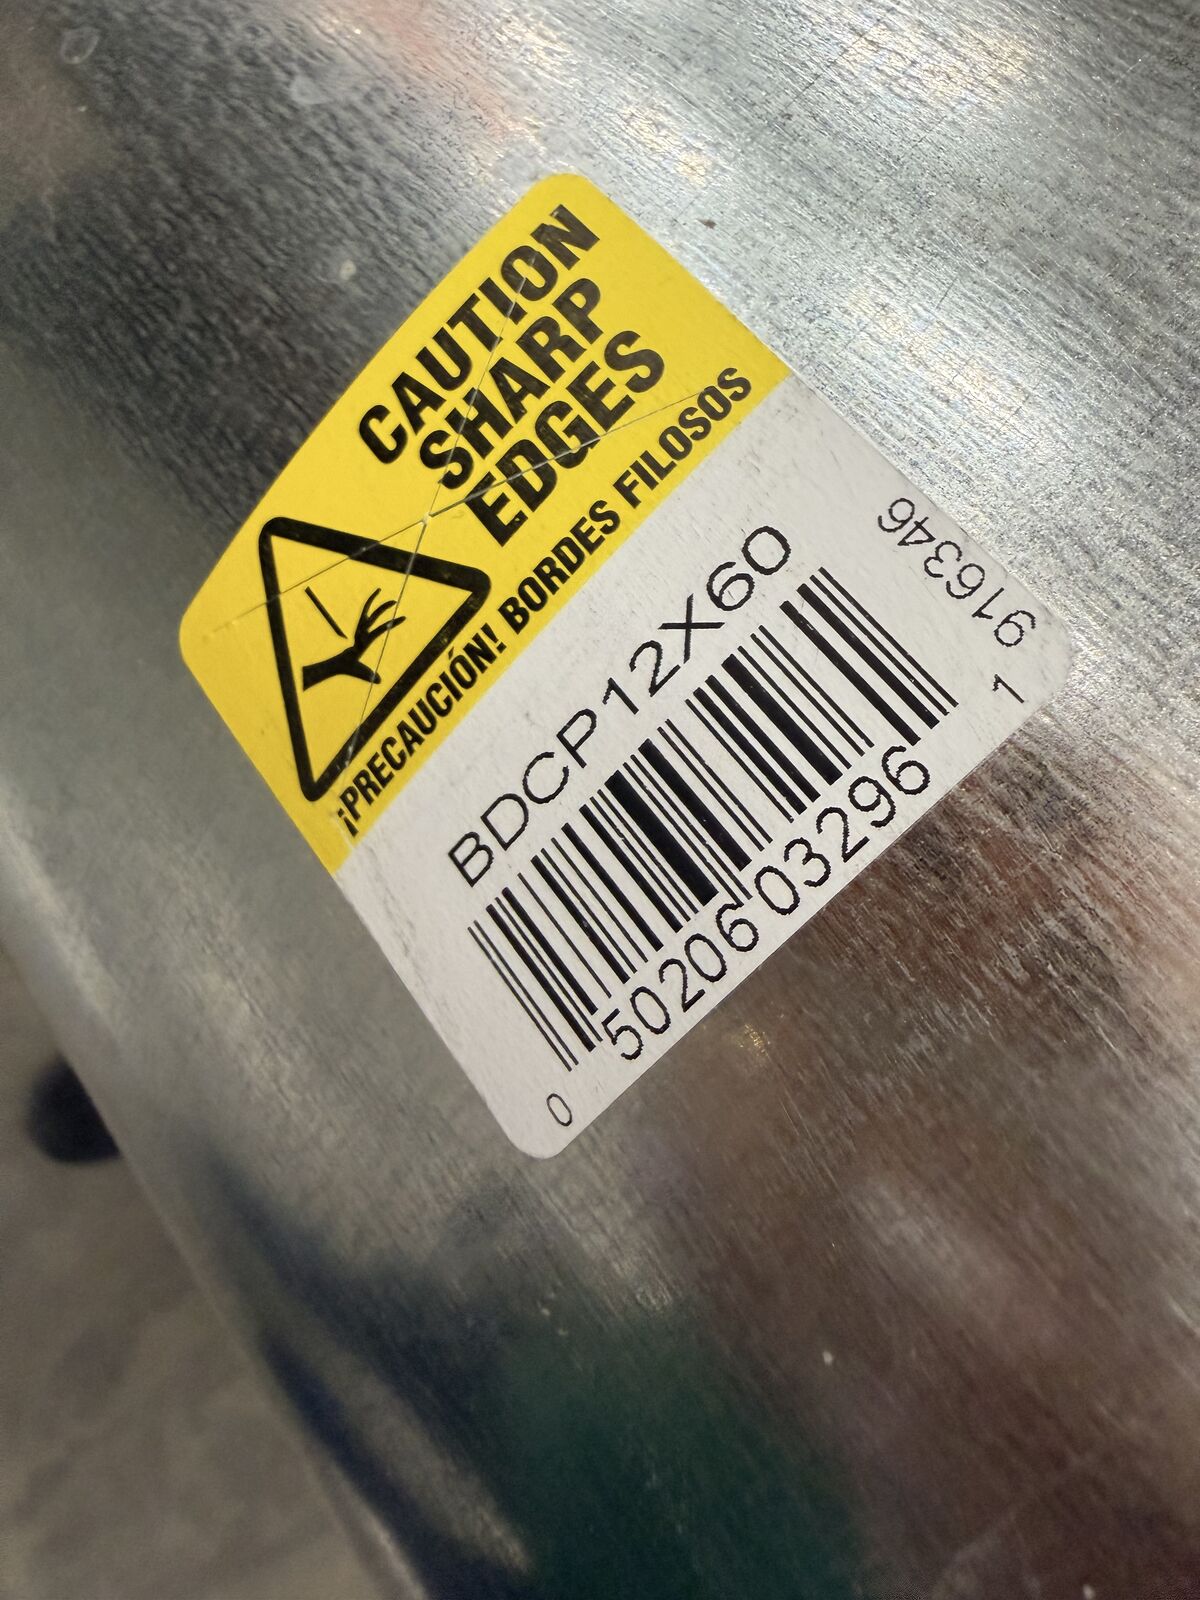 CAUTION
SHARP
EDGES
¡PRECAUCIÓN! BORDES FILOSOS
BDCP12X60
0 50206 03296 1
916346